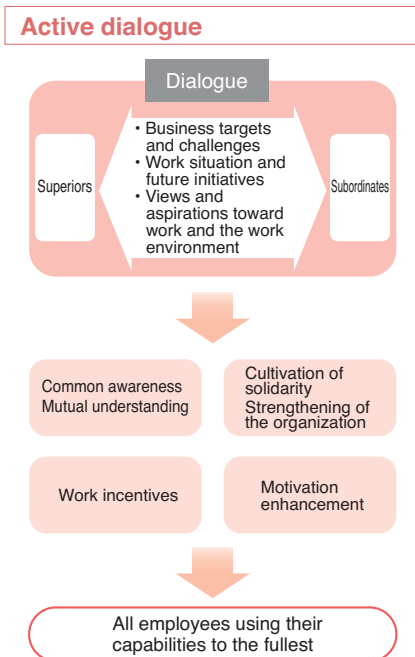 Active dialogue
Dialogue
Superiors
• Business targets
and challenges
• Work situation and
future initiatives
• Views and
aspirations toward
work and the work
environment
Subordinates
Common awareness
Mutual understanding
Cultivation of
solidarity
Strengthening of
the organization
Work incentives
Motivation
enhancement
All employees using their
capabilities to the fullest